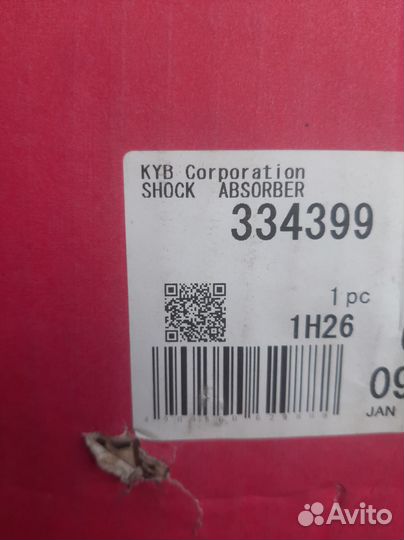 KYB Corporation
SHOCK ABSORBER
334399
1 pc
1H26
09
JAN
Avito